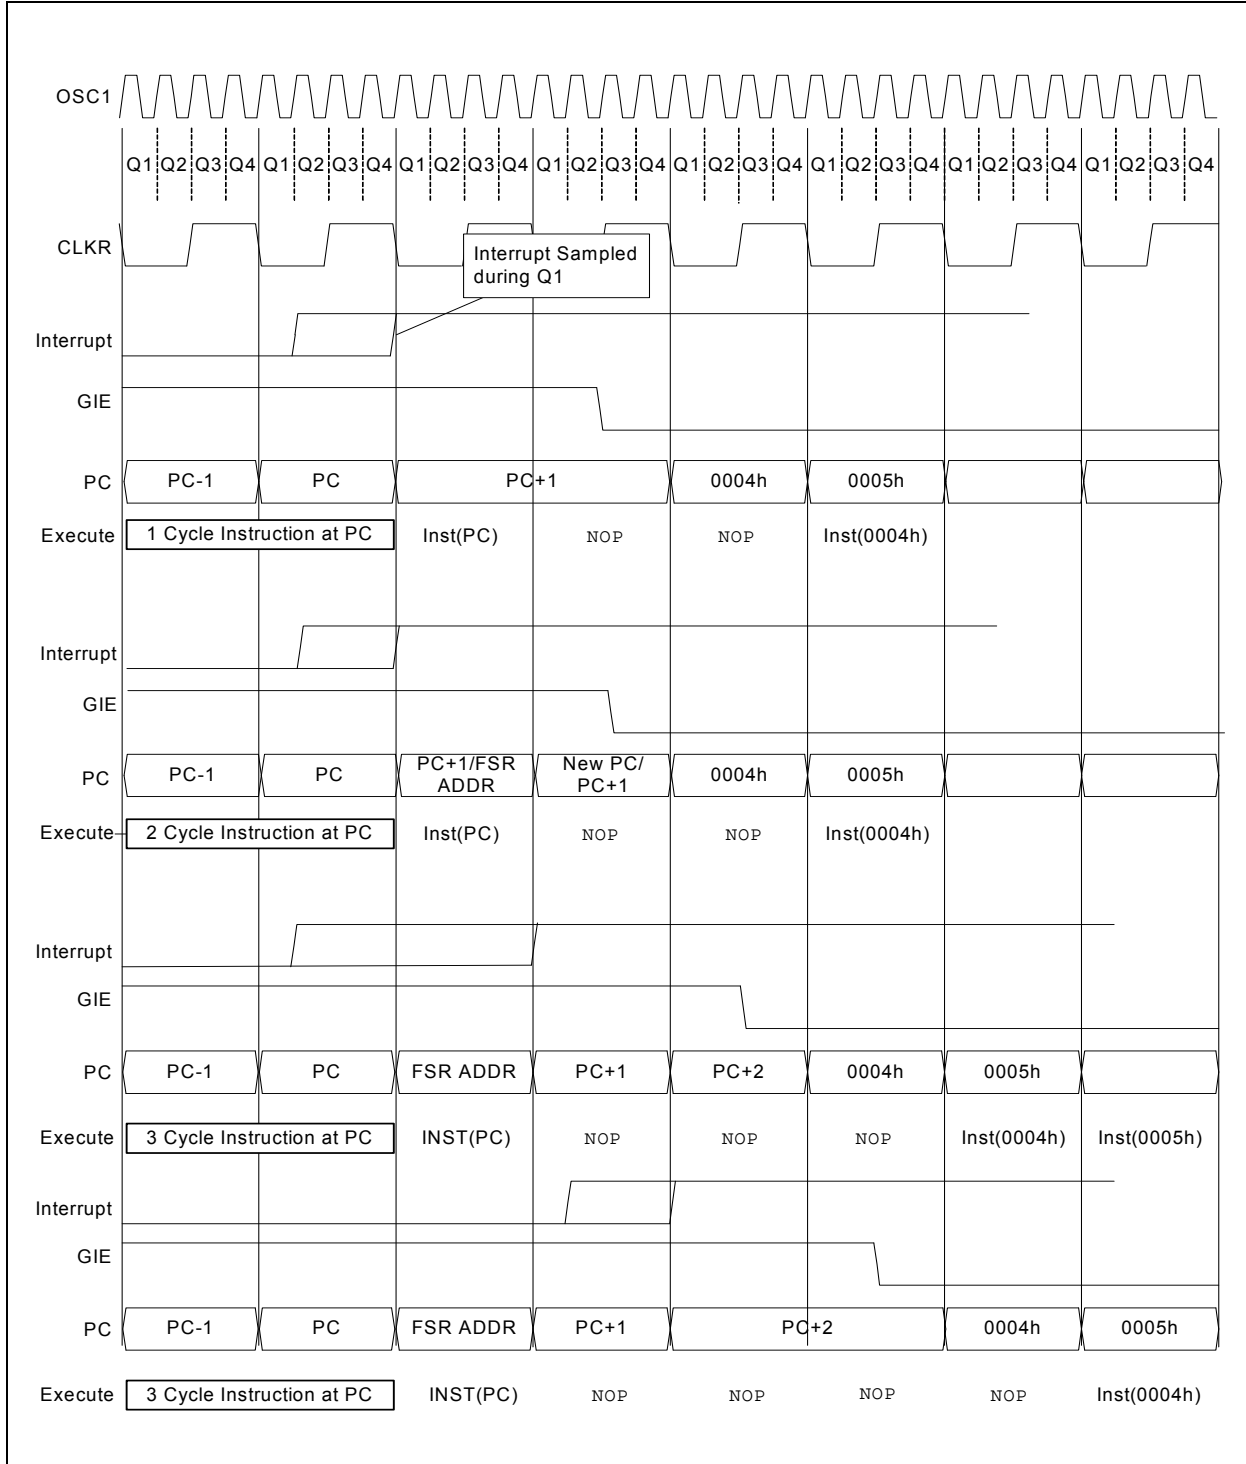 OSC1
Q1 Q2 Q3 Q4 Q1 Q2 Q3 Q4 Q1 Q2 Q3 Q4 Q1 Q2 Q3 Q4 Q1 Q2 Q3 Q4 Q1 Q2 Q3 Q4 Q1 Q2 Q3 Q4 Q1 Q2 Q3 Q4
CLKR
Interrupt Sampled
during Q1
Interrupt
GIE
PC PC-1 PC PC+1 0004h 0005h
Execute 1 Cycle Instruction at PC Inst(PC) NOP NOP Inst(0004h)
Interrupt
GIE
PC PC-1 PC PC+1/FSR ADDR New PC/ PC+1 0004h 0005h
Execute 2 Cycle Instruction at PC Inst(PC) NOP NOP Inst(0004h)
Interrupt
GIE
PC PC-1 PC FSR ADDR PC+1 PC+2 0004h 0005h
Execute 3 Cycle Instruction at PC INST(PC) NOP NOP NOP Inst(0004h) Inst(0005h)
Interrupt
GIE
PC PC-1 PC FSR ADDR PC+1 PC+2 0004h 0005h
Execute 3 Cycle Instruction at PC INST(PC) NOP NOP NOP NOP Inst(0004h)